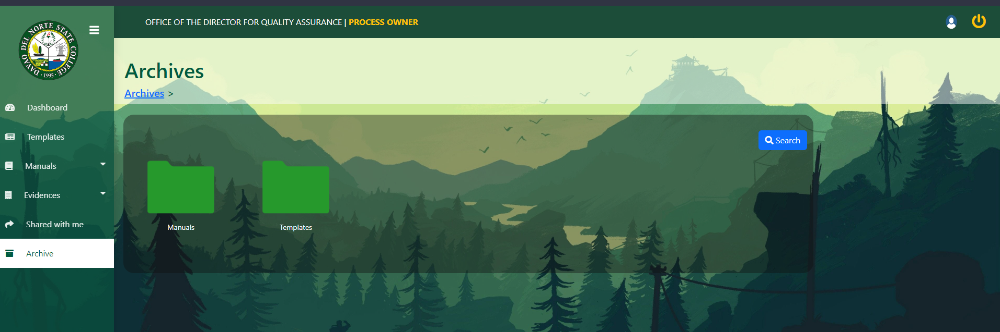 DAVAO DEL NORTE STATE COLLEGE
· 1995 ·
OFFICE OF THE DIRECTOR FOR QUALITY ASSURANCE | PROCESS OWNER
Archives
Archives >
Dashboard
Templates
Manuals
Evidences
Shared with me
Archive
Search
Manuals
Templates